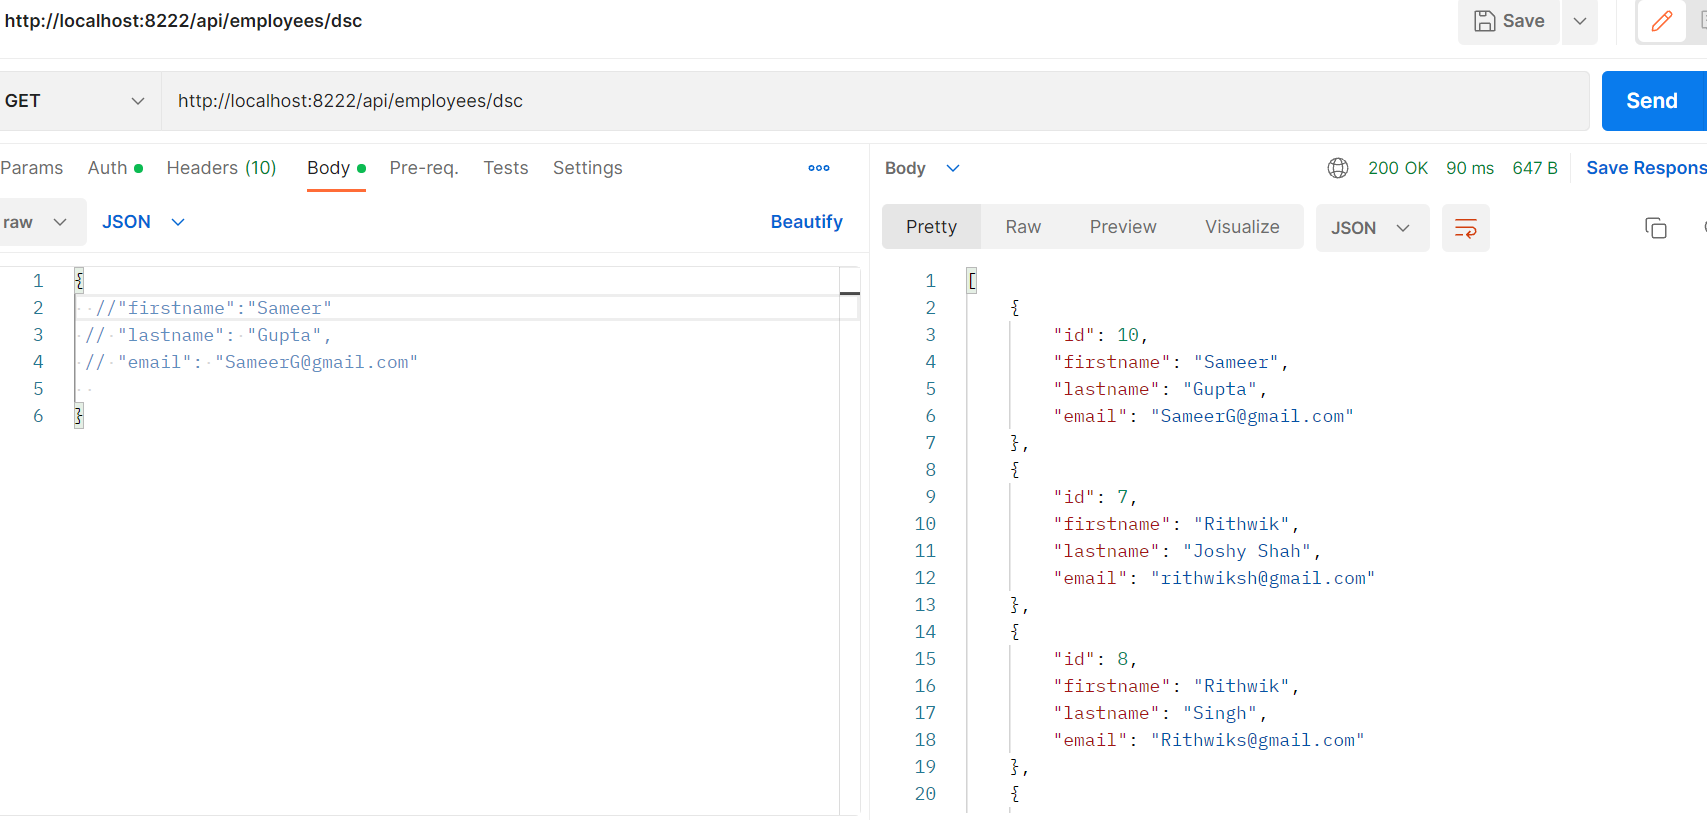 http://localhost:8222/api/employees/dsc
Save
GET
http://localhost:8222/api/employees/dsc
Send
Params Auth Headers (10) Body Pre-req. Tests Settings
raw JSON Beautify
1 {
2 //"firstname":"Sameer"
3 // "lastname": "Gupta",
4 // "email": "SameerG@gmail.com"
5
6 }
Body 200 OK 90 ms 647 B Save Respons
Pretty Raw Preview Visualize JSON
1 [
2 {
3 "id": 10,
4 "firstname": "Sameer",
5 "lastname": "Gupta",
6 "email": "SameerG@gmail.com"
7 },
8 {
9 "id": 7,
10 "firstname": "Rithwik",
11 "lastname": "Joshy Shah",
12 "email": "rithwiksh@gmail.com"
13 },
14 {
15 "id": 8,
16 "firstname": "Rithwik",
17 "lastname": "Singh",
18 "email": "Rithwiks@gmail.com"
19 },
20 {